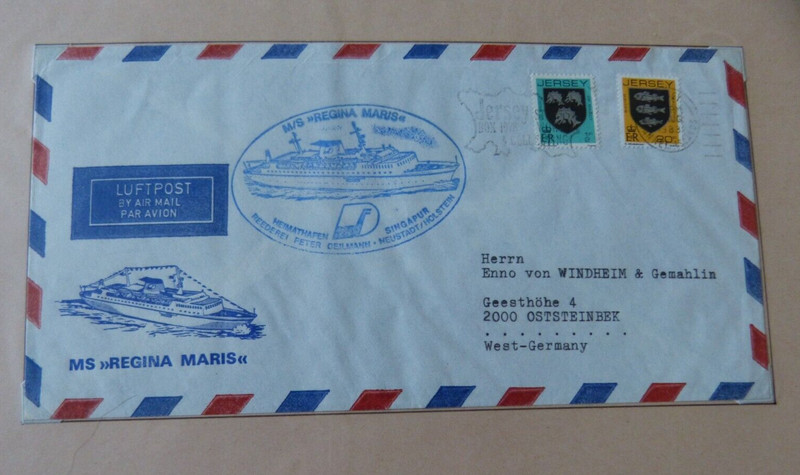 M/S »REGINA MARIS«
HEIMATHAFEN SINGAPUR
REEDEREI PETER DEILMANN · NEUSTADT/HOLSTEIN
Jersey
JERSEY
JERSEY
LUFTPOST
BY AIR MAIL
PAR AVION
MS »REGINA MARIS«
Herrn
Enno von WINDHEIM & Gemahlin
Geesthöhe 4
2000 OSTSTEINBEK
. . . . . . . . .
West-Germany